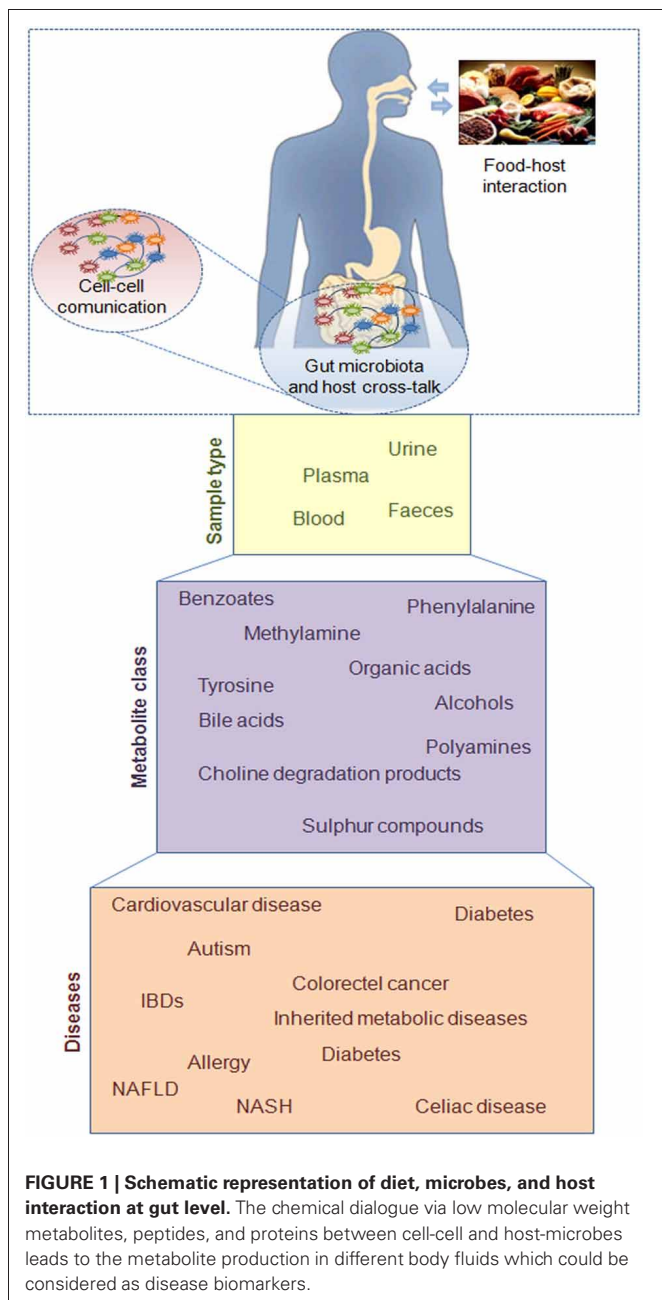 Food-host
interaction
Cell-cell
comunication
Gut microbiota
and host cross-talk
Sample type
Urine
Plasma
Blood
Faeces
Metabolite class
Benzoates
Phenylalanine
Methylamine
Organic acids
Tyrosine
Alcohols
Bile acids
Polyamines
Choline degradation products
Sulphur compounds
Diseases
Cardiovascular disease
Diabetes
Autism
Colorectel cancer
IBDs
Inherited metabolic diseases
Diabetes
Allergy
NAFLD
NASH
Celiac disease
FIGURE 1 | Schematic representation of diet, microbes, and host
interaction at gut level. The chemical dialogue via low molecular weight
metabolites, peptides, and proteins between cell-cell and host-microbes
leads to the metabolite production in different body fluids which could be
considered as disease biomarkers.